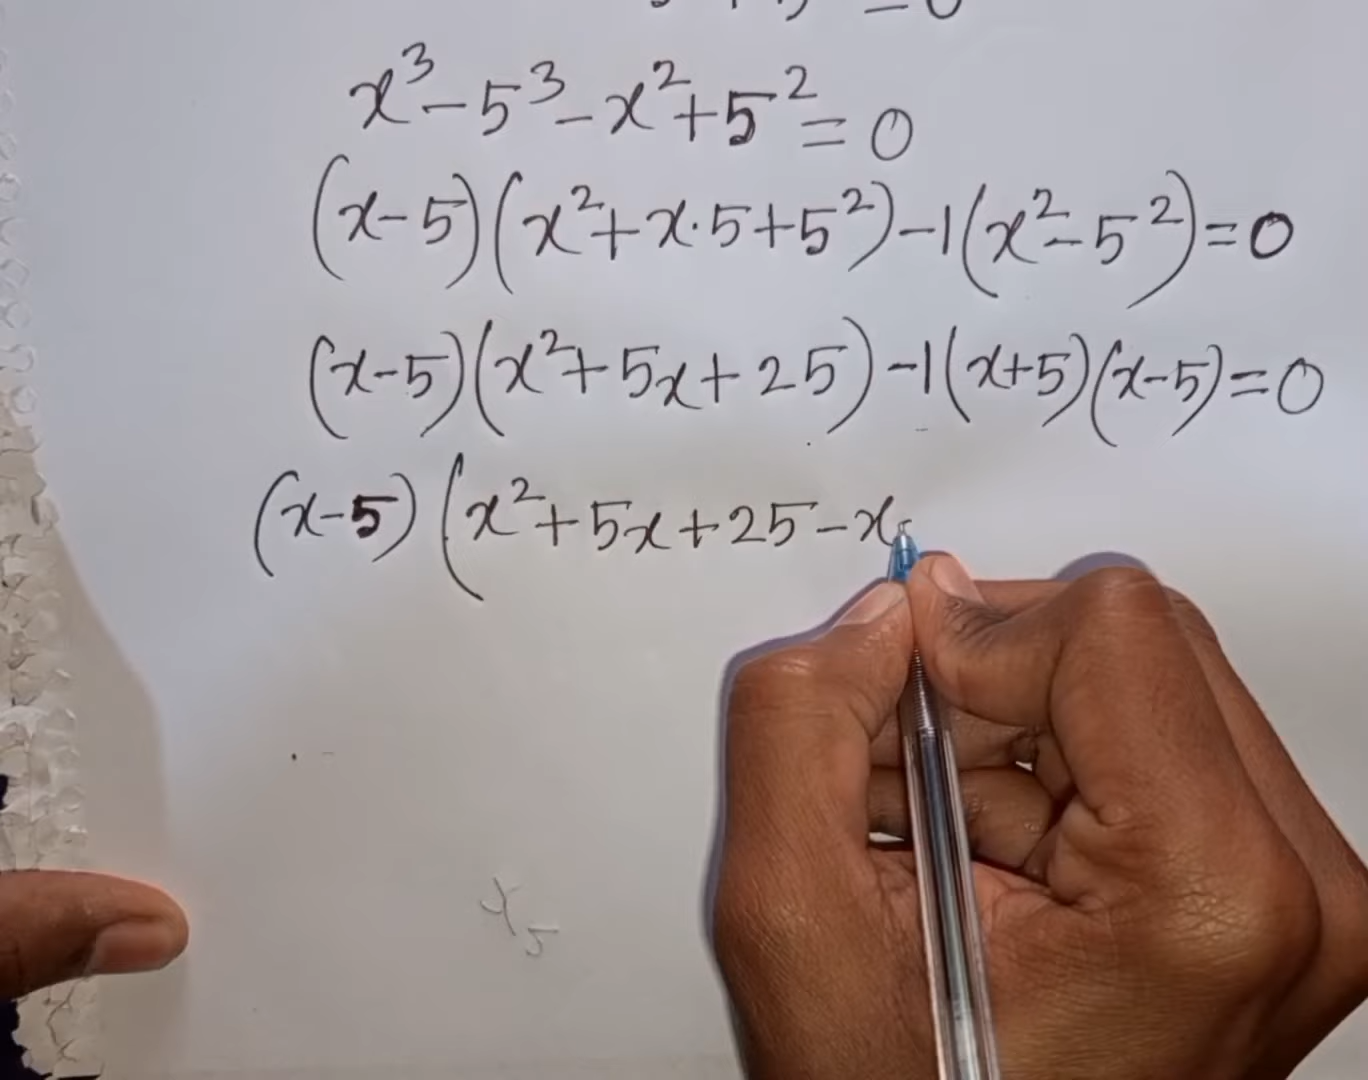 = 0
x³ - 5³ - x² + 5² = 0
(x-5)(x² + x·5 + 5²) - 1(x² - 5²) = 0
(x-5)(x² + 5x + 25) - 1(x+5)(x-5) = 0
(x-5)(x² + 5x + 25 - x